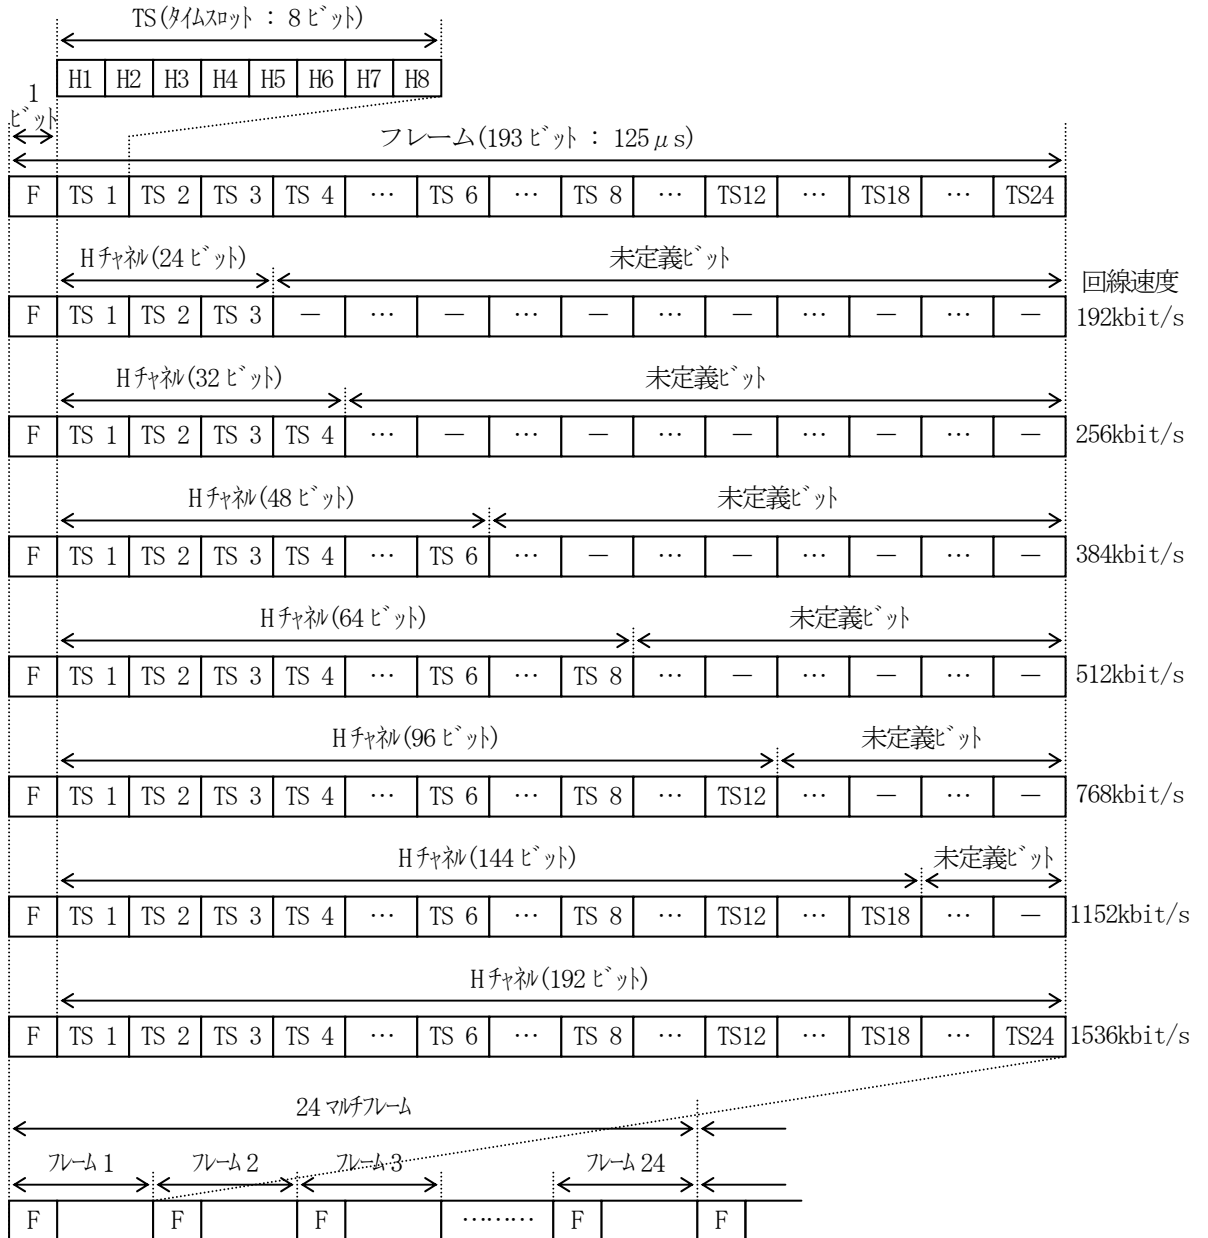 TS(タイムスロット : 8ビット)
H1 H2 H3 H4 H5 H6 H7 H8
1
ビット
フレーム(193ビット : 125μs)
F TS 1 TS 2 TS 3 TS 4 … TS 6 … TS 8 … TS12 … TS18 … TS24
Hチャネル(24ビット) 未定義ビット
回線速度
F TS 1 TS 2 TS 3 － … － … － … － … － … － 192kbit/s
Hチャネル(32ビット) 未定義ビット
F TS 1 TS 2 TS 3 TS 4 … － … － … － … － … － 256kbit/s
Hチャネル(48ビット) 未定義ビット
F TS 1 TS 2 TS 3 TS 4 … TS 6 … － … － … － … － 384kbit/s
Hチャネル(64ビット) 未定義ビット
F TS 1 TS 2 TS 3 TS 4 … TS 6 … TS 8 … － … － … － 512kbit/s
Hチャネル(96ビット) 未定義ビット
F TS 1 TS 2 TS 3 TS 4 … TS 6 … TS 8 … TS12 … － … － 768kbit/s
Hチャネル(144ビット) 未定義ビット
F TS 1 TS 2 TS 3 TS 4 … TS 6 … TS 8 … TS12 … TS18 … － 1152kbit/s
Hチャネル(192ビット)
F TS 1 TS 2 TS 3 TS 4 … TS 6 … TS 8 … TS12 … TS18 … TS24 1536kbit/s
24マルチフレーム
フレーム1 フレーム2 フレーム3 フレーム24
F F F ……… F F